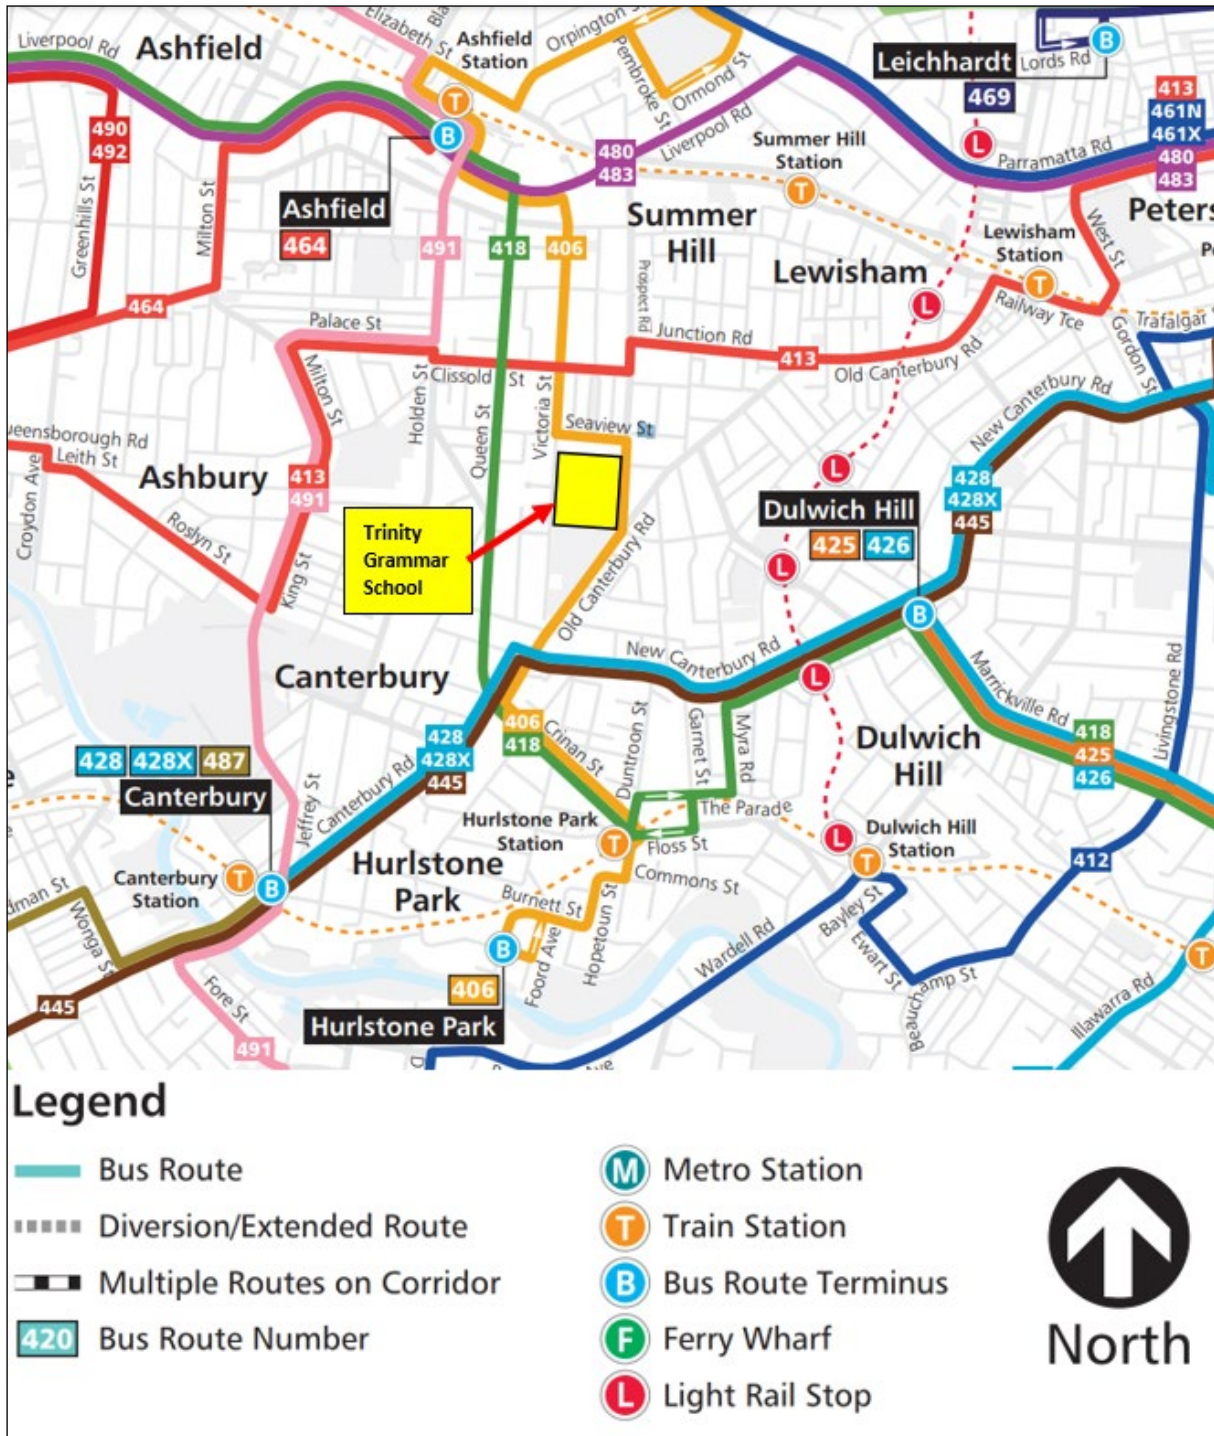 Liverpool Rd
Ashfield
Elizabeth St
Ashfield
Station
Orpington
Pembroke St
Ormond St
Liverpool Rd
Leichhardt
469
Lords Rd
B
T
B
490
492
Greenhills St
Milton St
Ashfield
464
480
483
Summer Hill
Station
T
L
Parramatta Rd
413
461N
461X
480
483
491
418
406
Summer
Hill
Lewisham
Lewisham
Station
T
West St
Peters
464
Palace St
Prospect Rd
Junction Rd
L
Railway Tce
Trafalgar
Gordon St
413
Old Canterbury Rd
Clissold St
Milton St
Holden St
Queen St
Victoria St
Seaview St
New Canterbury Rd
ueensborough Rd
Leith St
Ashbury
413
491
Croydon Ave
Roslyn St
King St
Trinity
Grammar
School
L
428
428X
445
Dulwich Hill
425 426
L
B
Old Canterbury Rd
Canterbury
New Canterbury Rd
L
Marrickville Rd
Livingstone Rd
406
418
Crinan St
Duntroon St
Garnet St
Myra Rd
Dulwich
Hill
418
425
426
428
428X
445
428 428X 487
Canterbury
Jeffrey St
Canterbury Rd
Hurlstone Park
Station
T
The Parade
Floss St
L
Dulwich Hill
Station
T
412
Hurlstone
Park
Commons St
Canterbury
Station
T
B
dman St
Wonga St
Burnett St
Hopetoun St
Foord Ave
B
Wardell Rd
Bayley St
Ewart St
Beauchamp St
T
Illawarra Rd
406
Hurlstone Park
445
Fore St
491
D
Ave
Legend
Bus Route
Diversion/Extended Route
Multiple Routes on Corridor
420 Bus Route Number
M Metro Station
T Train Station
B Bus Route Terminus
F Ferry Wharf
L Light Rail Stop
North